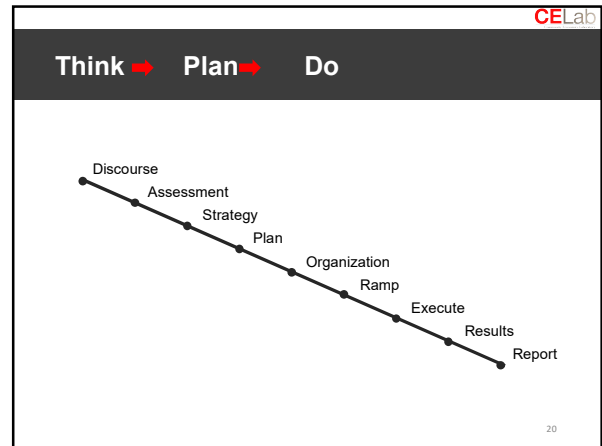 CELab
Think Plan Do
Discourse
Assessment
Strategy
Plan
Organization
Ramp
Execute
Results
Report
20